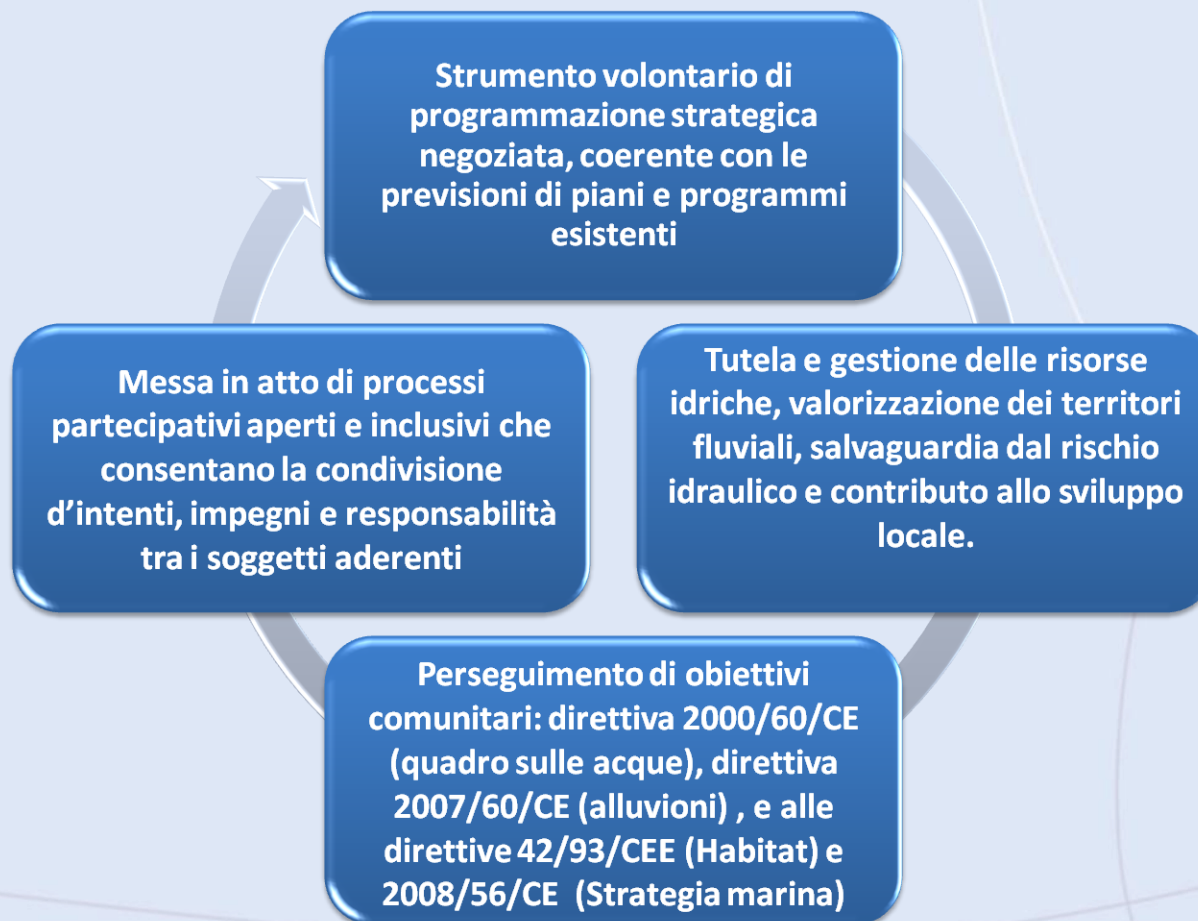 Strumento volontario di
programmazione strategica
negoziata, coerente con le
previsioni di piani e programmi
esistenti
Tutela e gestione delle risorse
idriche, valorizzazione dei territori
fluviali, salvaguardia dal rischio
idraulico e contributo allo sviluppo
locale.
Perseguimento di obiettivi
comunitari: direttiva 2000/60/CE
(quadro sulle acque), direttiva
2007/60/CE (alluvioni) , e alle
direttive 42/93/CEE (Habitat) e
2008/56/CE (Strategia marina)
Messa in atto di processi
partecipativi aperti e inclusivi che
consentano la condivisione
d’intenti, impegni e responsabilità
tra i soggetti aderenti